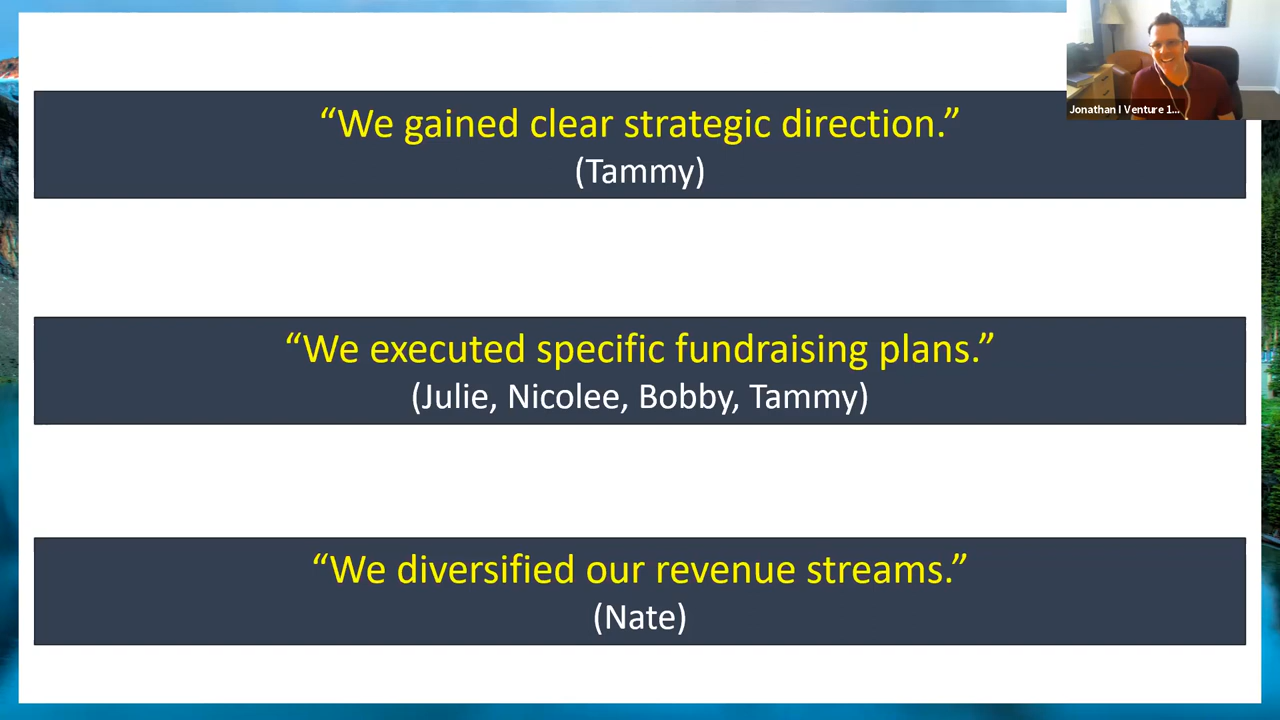 Jonathan I Venture 1...
“We gained clear strategic direction.”
(Tammy)
“We executed specific fundraising plans.”
(Julie, Nicolee, Bobby, Tammy)
“We diversified our revenue streams.”
(Nate)